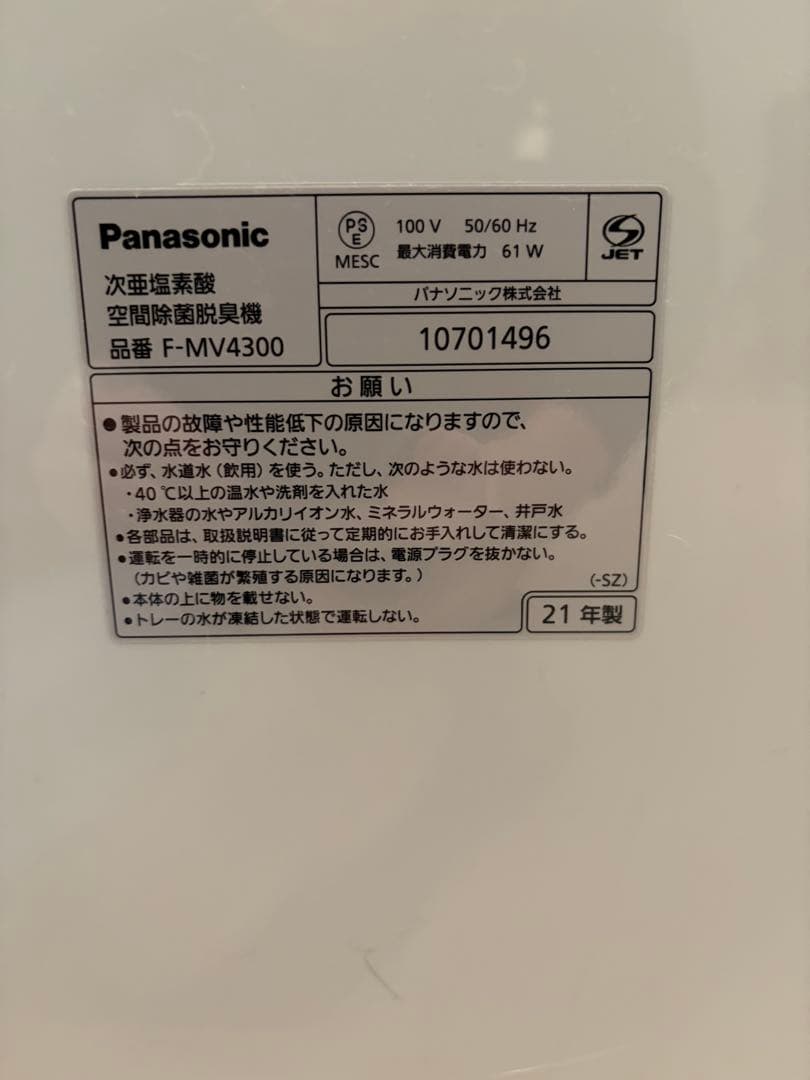 Panasonic
次亜塩素酸
空間除菌脱臭機
品番 F-MV4300
PS
E
MESC
100 V 50/60 Hz
最大消費電力 61 W
S
JET
パナソニック株式会社
10701496
お願い
●製品の故障や性能低下の原因になりますので、
次の点をお守りください。
●必ず、水道水(飲用)を使う。ただし、次のような水は使わない。
・40 ℃以上の温水や洗剤を入れた水
・浄水器の水やアルカリイオン水、ミネラルウォーター、井戸水
●各部品は、取扱説明書に従って定期的にお手入れして清潔にする。
●運転を一時的に停止している場合は、電源プラグを抜かない。
(カビや雑菌が繁殖する原因になります。)
●本体の上に物を載せない。
●トレーの水が凍結した状態で運転しない。
(-SZ)
21 年製